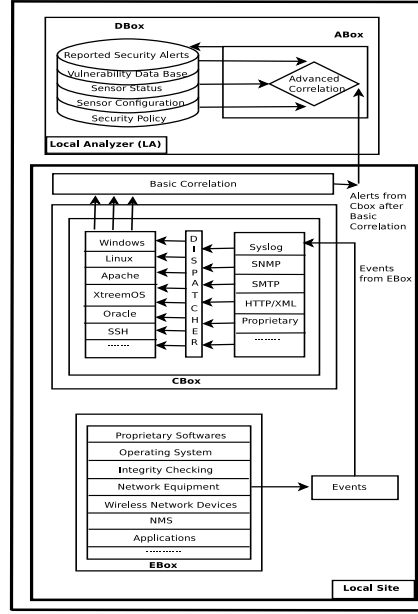 DBox
ABox
Reported Security Alerts
Vulnerability Data Base
Sensor Status
Sensor Configuration
Security Policy
Advanced
Correlation
Local Analyzer (LA)
Basic Correlation
Alerts from
Cbox after
Basic
Correlation
Windows
Linux
Apache
XtreemOS
Oracle
SSH
.......
DISPATCHER
Syslog
SNMP
SMTP
HTTP/XML
Proprietary
........
Events
from EBox
CBox
Proprietary Softwares
Operating System
Integrity Checking
Network Equipment
Wireless Network Devices
NMS
Applications
..........
EBox
Events
Local Site